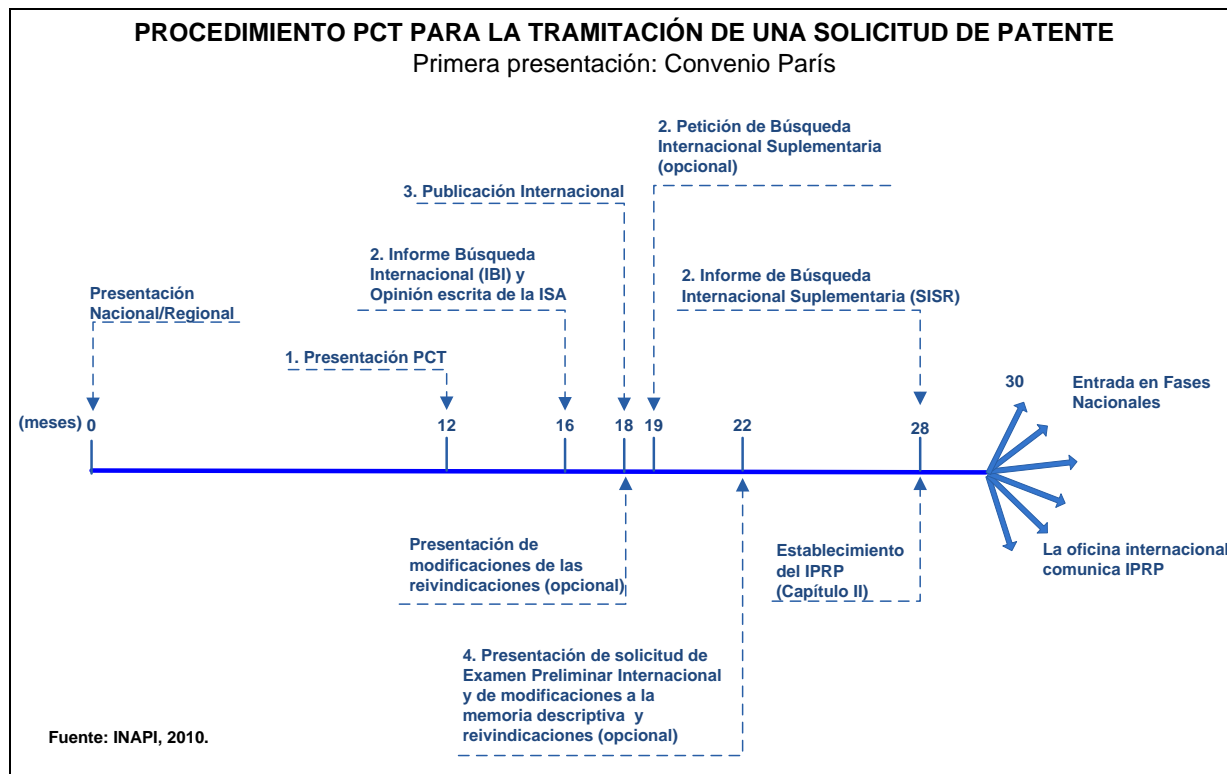 PROCEDIMIENTO PCT PARA LA TRAMITACIÓN DE UNA SOLICITUD DE PATENTE
Primera presentación: Convenio París
2. Petición de Búqueda
Internacional Suplementaria
(opcional)
3. Publicación Internacional
2. Informe Búsqueda
Internacional (IBI) y
Opinión escrita de la ISA
2. Informe de Búqueda
Internacional Suplementaria (SISR)
Presentación
Nacional/Regional
1. Presentación PCT
30
Entrada en Fases
Nacionales
(meses) 0
12
16
18
19
22
28
Presentación de
modificaciones de las
reivindicaciones (opcional)
Establecimiento
del IPRP
(Capítulo II)
La oficina internacional
comunica IPRP
4. Presentación de solicitud de
Examen Preliminar Internacional
y de modificaciones a la
memoria descriptiva y
reivindicaciones (opcional)
Fuente: INAPI, 2010.